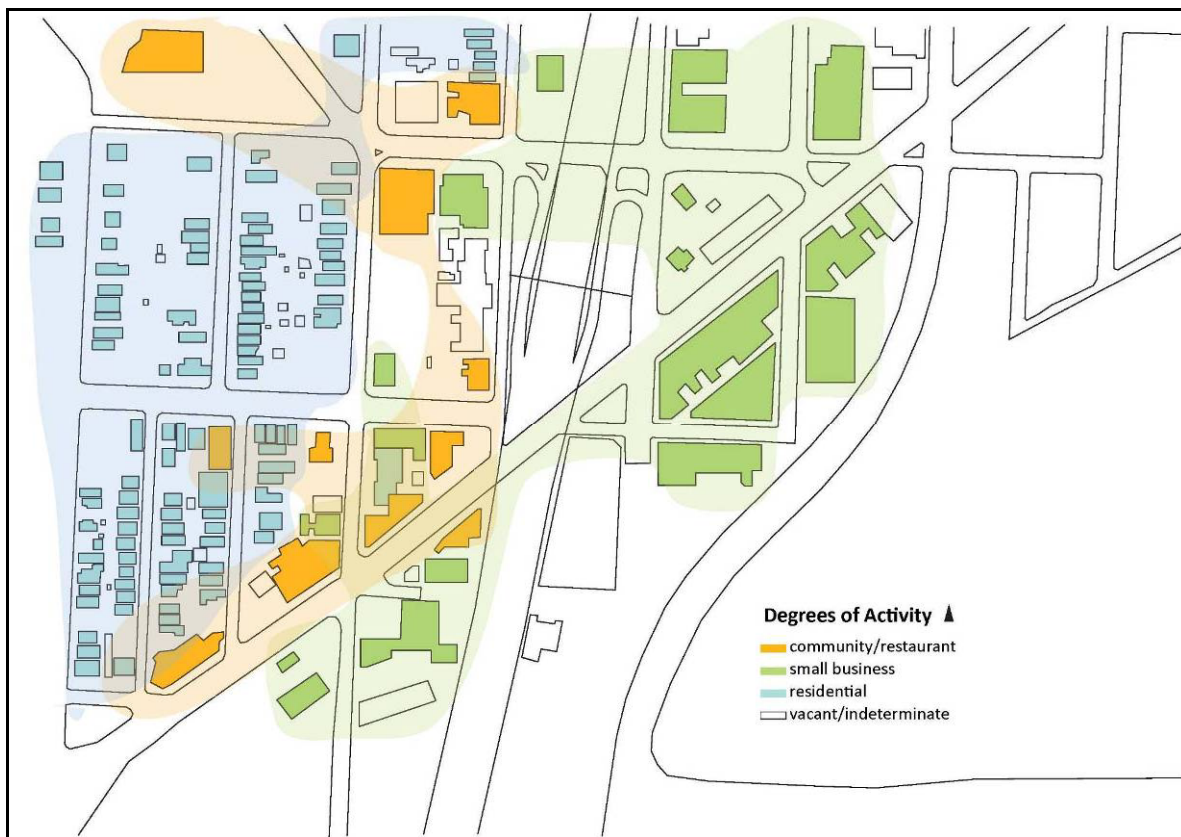 Degrees of Activity
community/restaurant
small business
residential
vacant/indeterminate